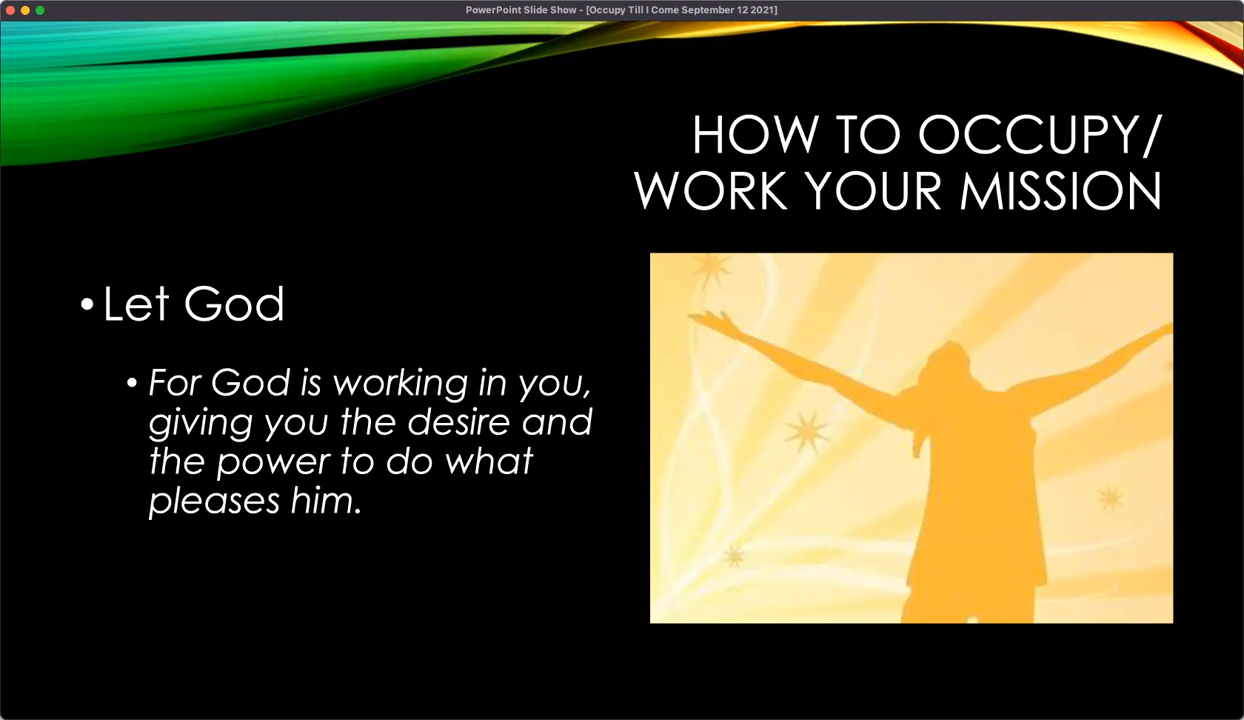 PowerPoint Slide Show - [Occupy Till I Come September 12 2021]
HOW TO OCCUPY/
WORK YOUR MISSION
•Let God
• For God is working in you,
giving you the desire and
the power to do what
pleases him.